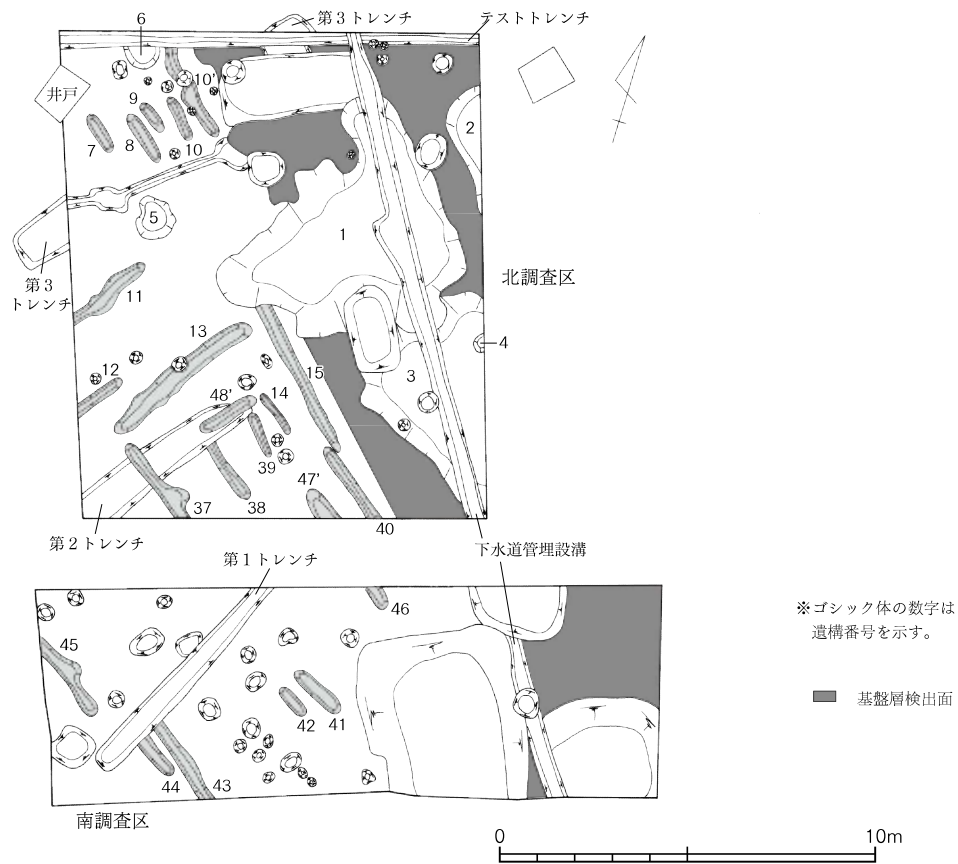 6
第3トレンチ
テストトレンチ
井戸
10'
9
7
8
10
2
5
1
第3
トレンチ
北調査区
11
13
4
15
12
3
48'
14
39
47'
37
38
40
第2トレンチ
下水道管埋設溝
第1トレンチ
46
※ゴシック体の数字は
遺構番号を示す。
45
基盤層検出面
42
41
44
43
南調査区
0
10m